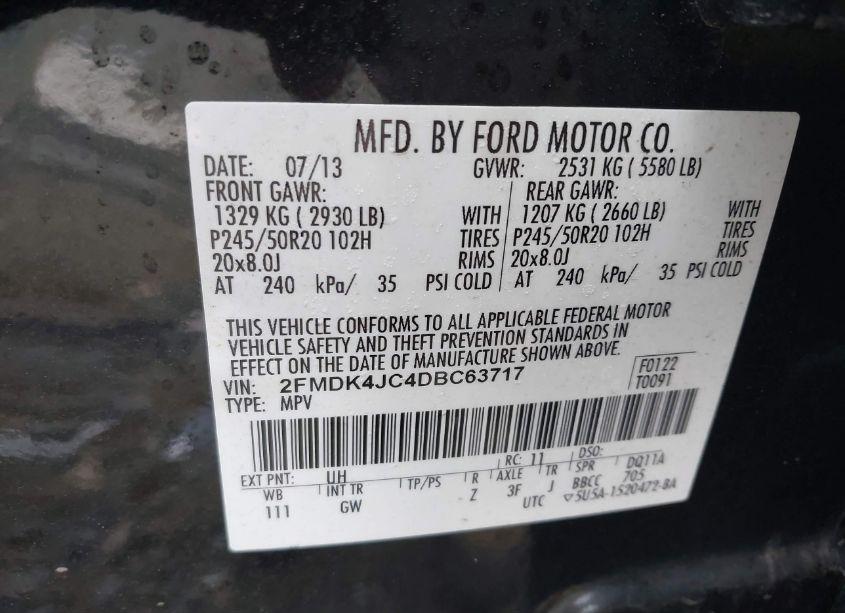 MFD. BY FORD MOTOR CO.
DATE: 07/13 GVWR: 2531 KG ( 5580 LB)
FRONT GAWR: REAR GAWR:
1329 KG ( 2930 LB) WITH 1207 KG ( 2660 LB) WITH
P245/50R20 102H TIRES P245/50R20 102H TIRES
20x8.0J RIMS 20x8.0J RIMS
AT 240 kPa/ 35 PSI COLD AT 240 kPa/ 35 PSI COLD
THIS VEHICLE CONFORMS TO ALL APPLICABLE FEDERAL MOTOR
VEHICLE SAFETY AND THEFT PREVENTION STANDARDS IN
EFFECT ON THE DATE OF MANUFACTURE SHOWN ABOVE.
VIN: 2FMDK4JC4DBC63717 F0122
TYPE: MPV T0091
EXT PNT: UH RC: 11 DSO:
WB INT TR TP/PS R AXLE TR SPR DQ11A
111 GW Z 3F J BBCC 705
UTC ▽5U5A-1520472-BA